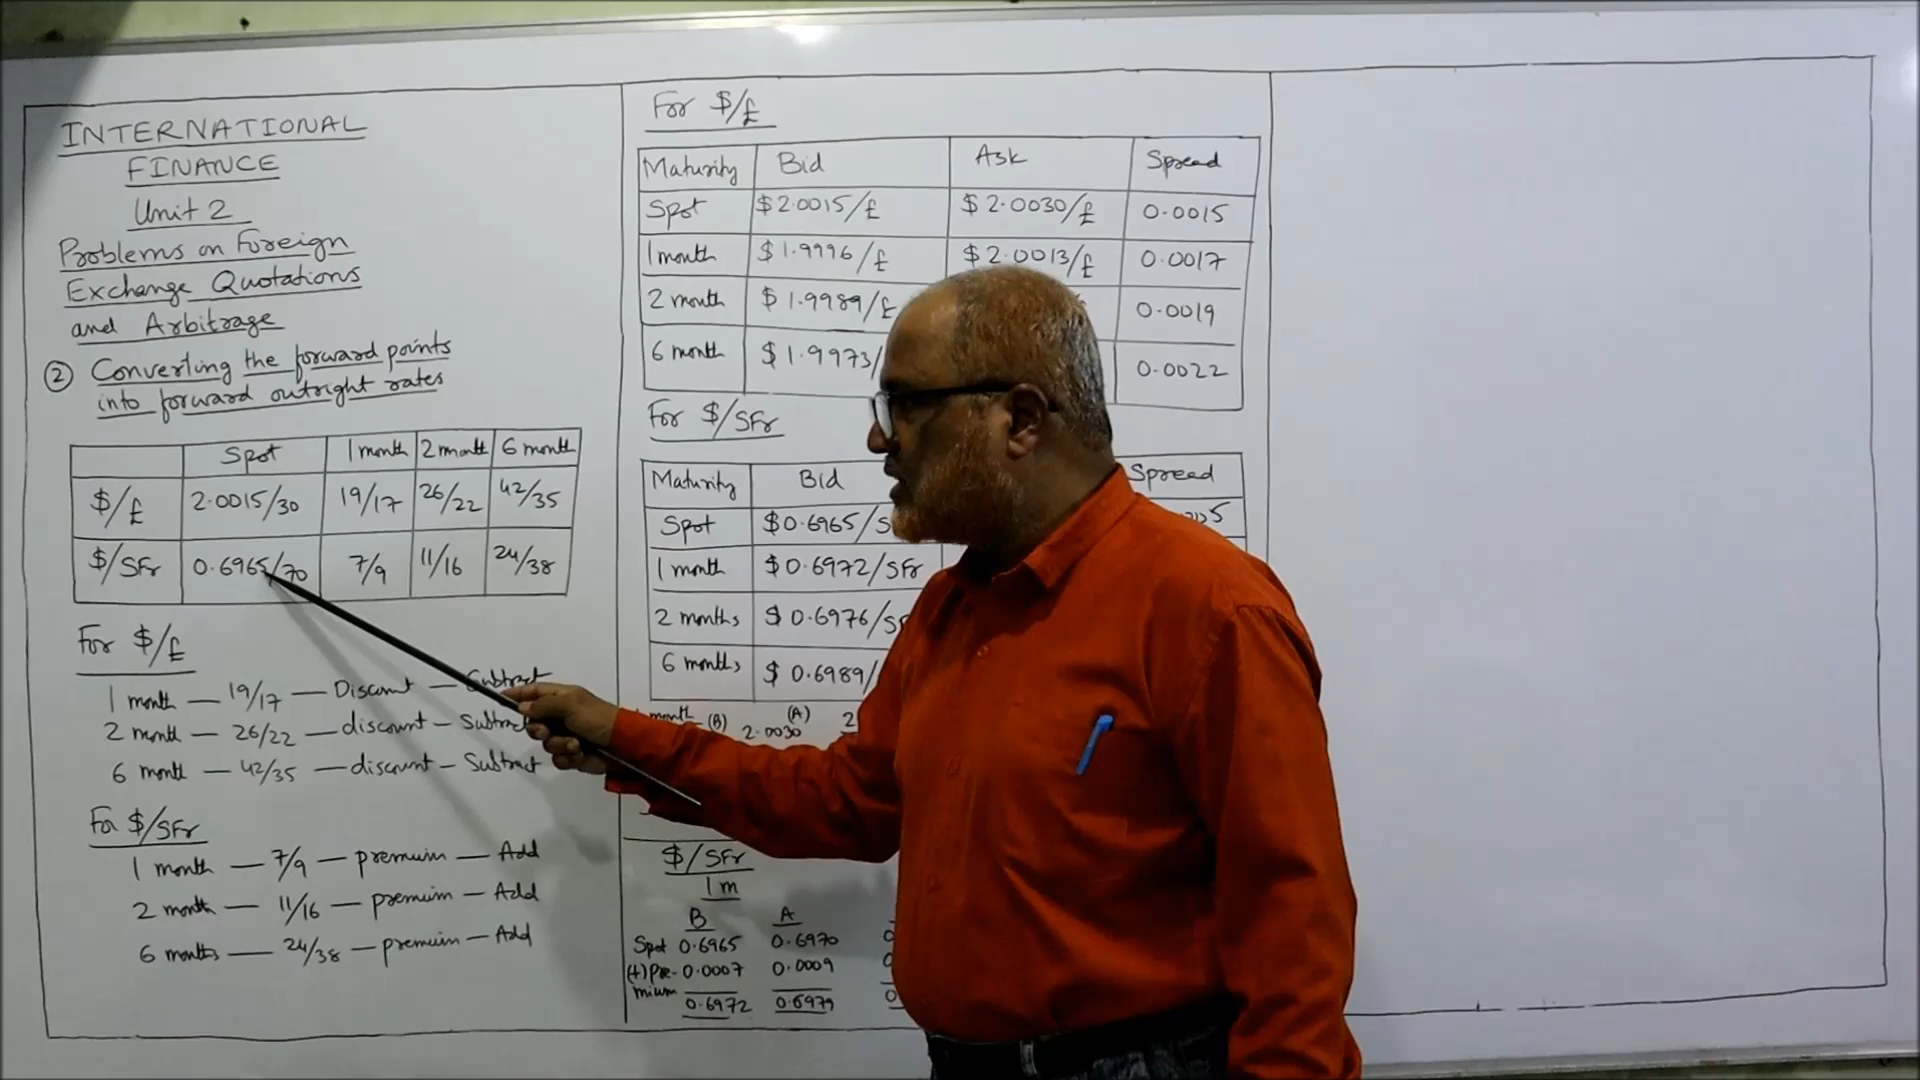 INTERNATIONAL
FINANCE
Unit 2
Problems on Foreign
Exchange Quotations
and Arbitrage
② Converting the forward points
into forward outright rates
Spot 1 month 2 month 6 month
$/£ 2.0015/30 19/17 26/22 42/35
$/SFr 0.6965/70 7/9 11/16 24/38
For $/£
1 month — 19/17 — Discount — Subtract
2 month — 26/22 — discount — Subtract
6 month — 42/35 — discount — Subtract
For $/SFr
1 month — 7/9 — premium — Add
2 month — 11/16 — premium — Add
6 months — 24/38 — premium — Add
For $/£
Maturity Bid Ask Spread
Spot $2.0015/£ $2.0030/£ 0.0015
1 month $1.9996/£ $2.0013/£ 0.0017
2 month $1.9989/£ 0.0019
6 month $1.9973/ 0.0022
For $/SFr
Maturity Bid Spread
Spot $0.6965/S 5
1 month $0.6972/SFr
2 months $0.6976/SF
6 months $0.6989/
month (B) (A) 2
2.0030
$/SFr
1m
B A
Spot 0.6965 0.6970
(+) Pre- 0.0007 0.0009
mium 0.6972 0.6979